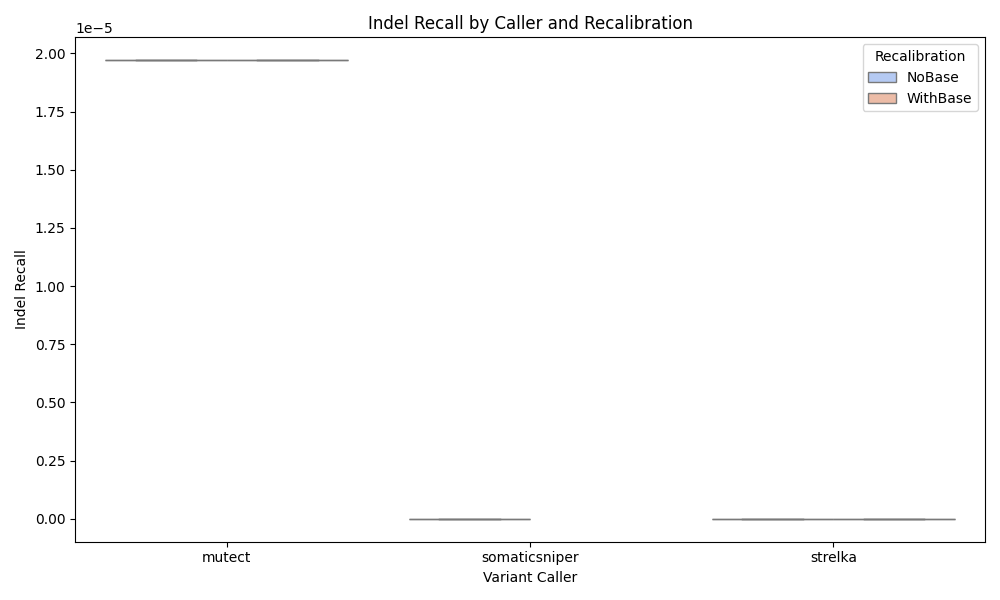 Indel Recall by Caller and Recalibration
1e−5
2.00
1.75
1.50
1.25
1.00
0.75
0.50
0.25
0.00
Indel Recall
mutect
somaticsniper
strelka
Variant Caller
Recalibration
NoBase
WithBase